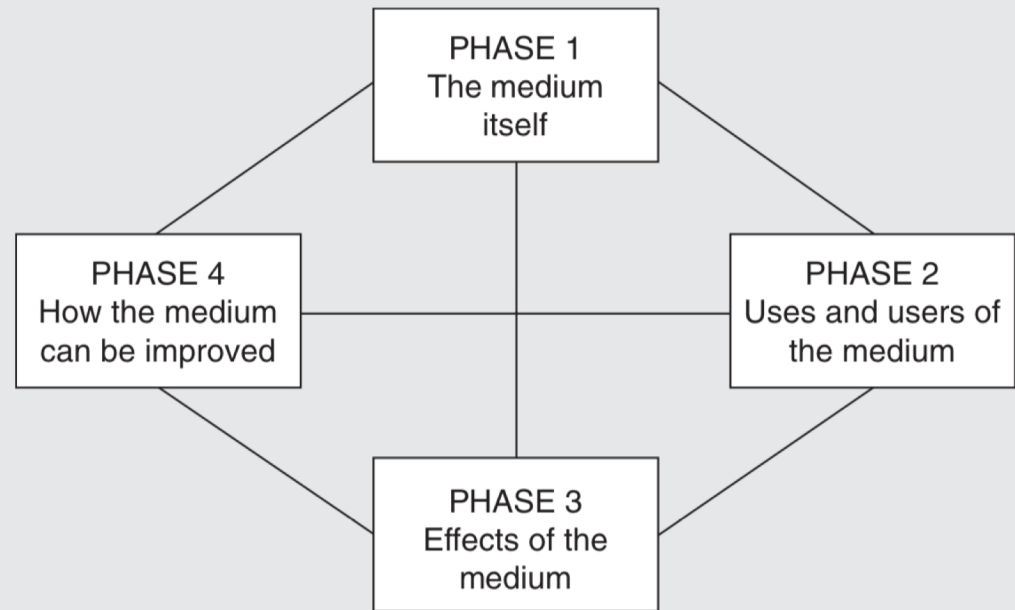 PHASE 1
The medium
itself
PHASE 4
How the medium
can be improved
PHASE 2
Uses and users of
the medium
PHASE 3
Effects of the
medium